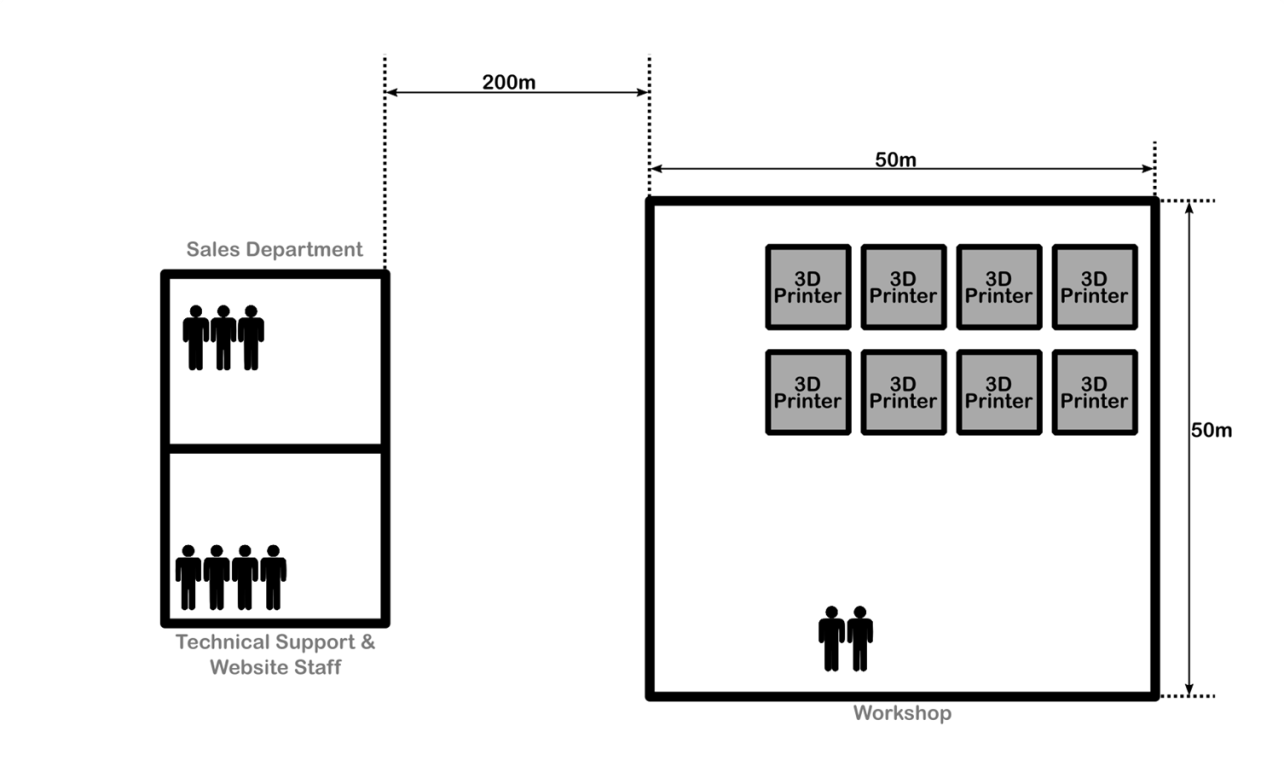 200m
50m
Sales Department
3D
Printer
3D
Printer
3D
Printer
3D
Printer
3D
Printer
3D
Printer
3D
Printer
3D
Printer
50m
Technical Support &
Website Staff
Workshop